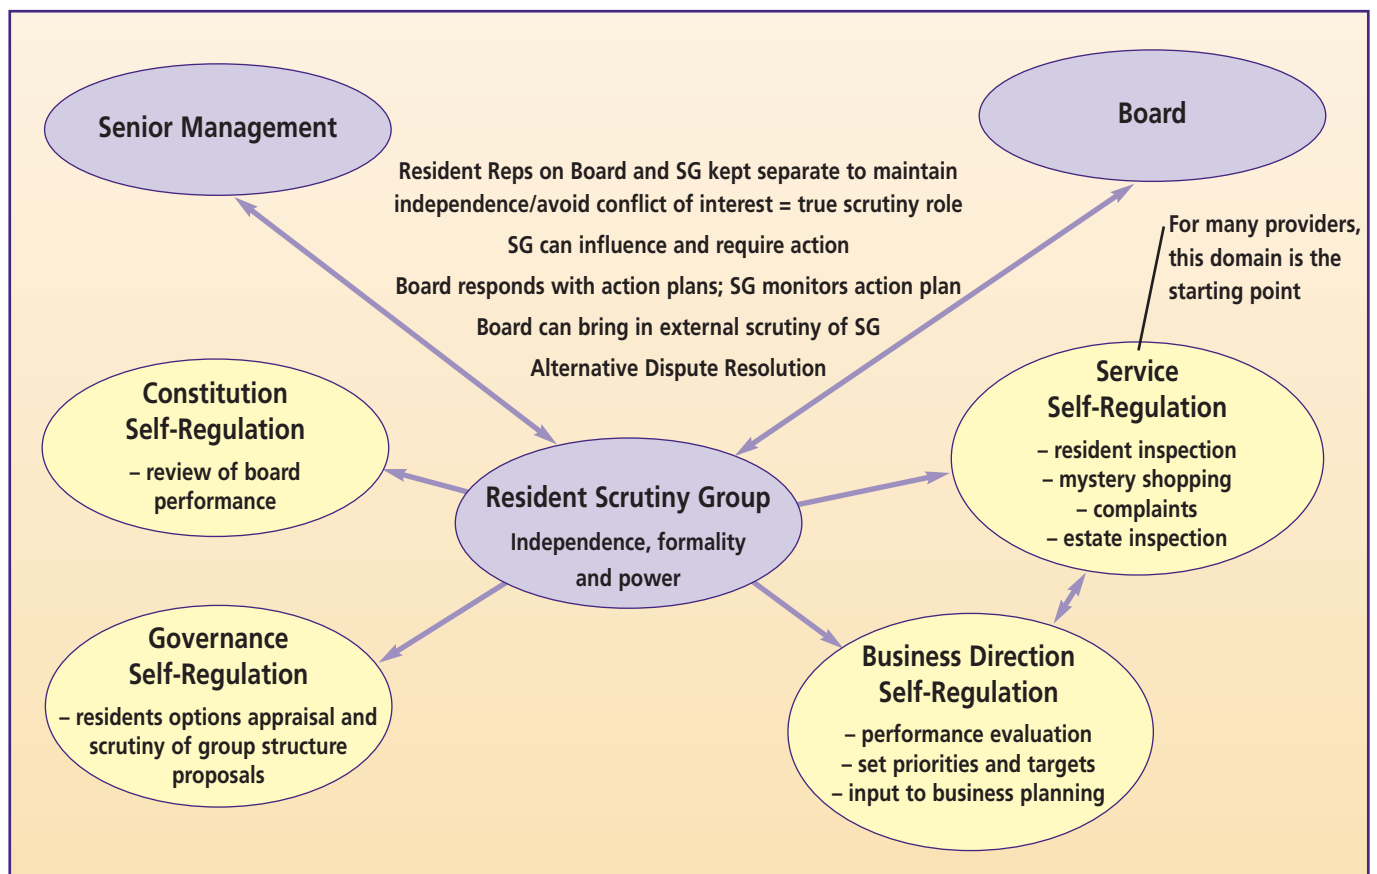 Senior Management
Board
Resident Reps on Board and SG kept separate to maintain
independence/avoid conflict of interest = true scrutiny role
SG can influence and require action
Board responds with action plans; SG monitors action plan
Board can bring in external scrutiny of SG
Alternative Dispute Resolution
For many providers,
this domain is the
starting point
Constitution
Self-Regulation
– review of board
performance
Service
Self-Regulation
– resident inspection
– mystery shopping
– complaints
– estate inspection
Resident Scrutiny Group
Independence, formality
and power
Governance
Self-Regulation
– residents options appraisal and
scrutiny of group structure
proposals
Business Direction
Self-Regulation
– performance evaluation
– set priorities and targets
– input to business planning